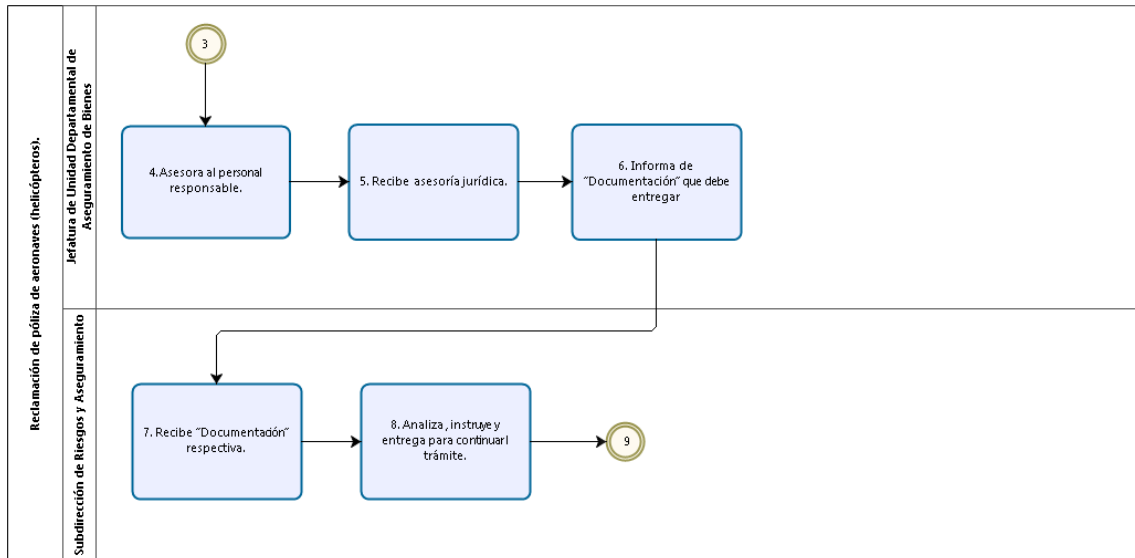 Reclamación de póliza de aeronaves (helicópteros).
Jefatura de Unidad Departamental de
Aseguramiento de Bienes
3
4.Asesora al personal
responsable.
5. Recibe asesoría jurídica.
6. Informa de
“Documentación” que debe
entregar
Subdirección de Riesgos y Aseguramiento
7. Recibe “Documentación”
respectiva.
8. Analiza, instruye y
entrega para continuarl
trámite.
9